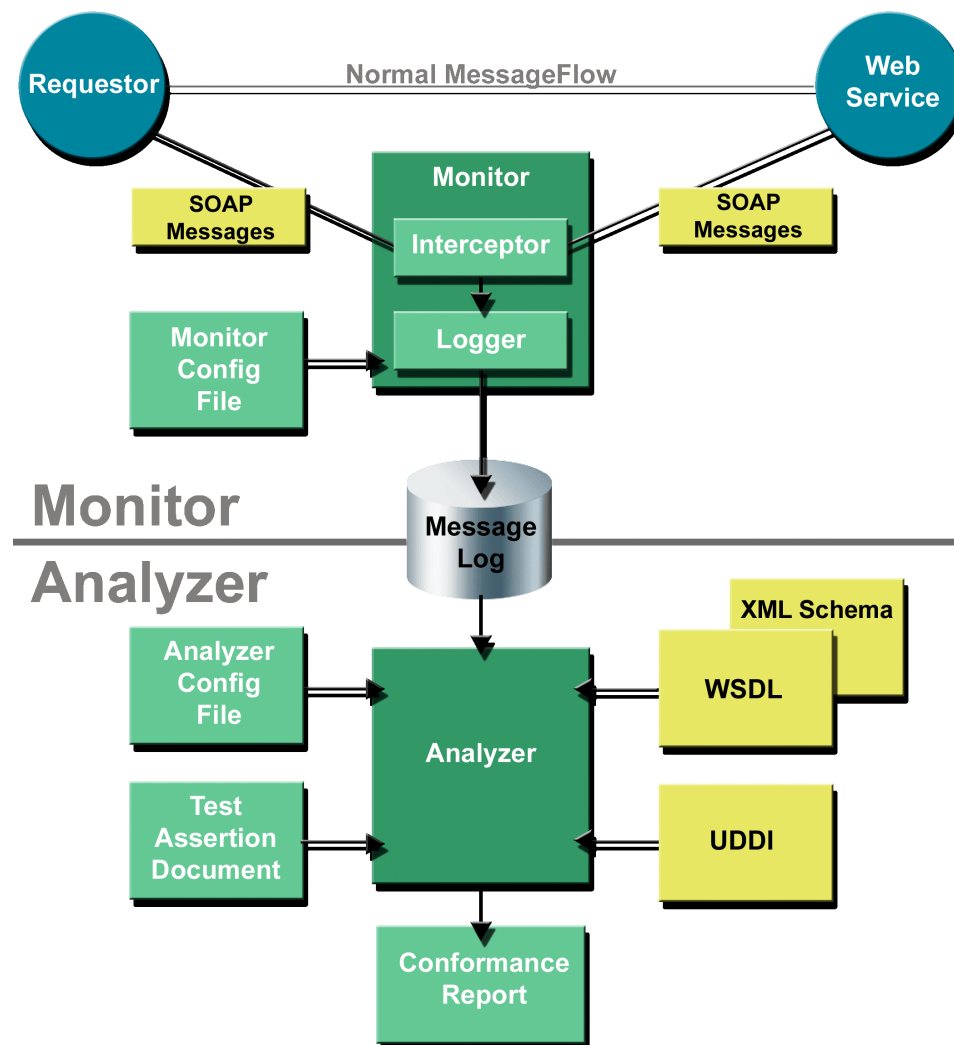 Requestor
Normal MessageFlow
Web
Service
Monitor
SOAP
Messages
Interceptor
SOAP
Messages
Monitor
Config
File
Logger
Monitor
Message
Log
Analyzer
Analyzer
Config
File
XML Schema
WSDL
Analyzer
Test
Assertion
Document
UDDI
Conformance
Report